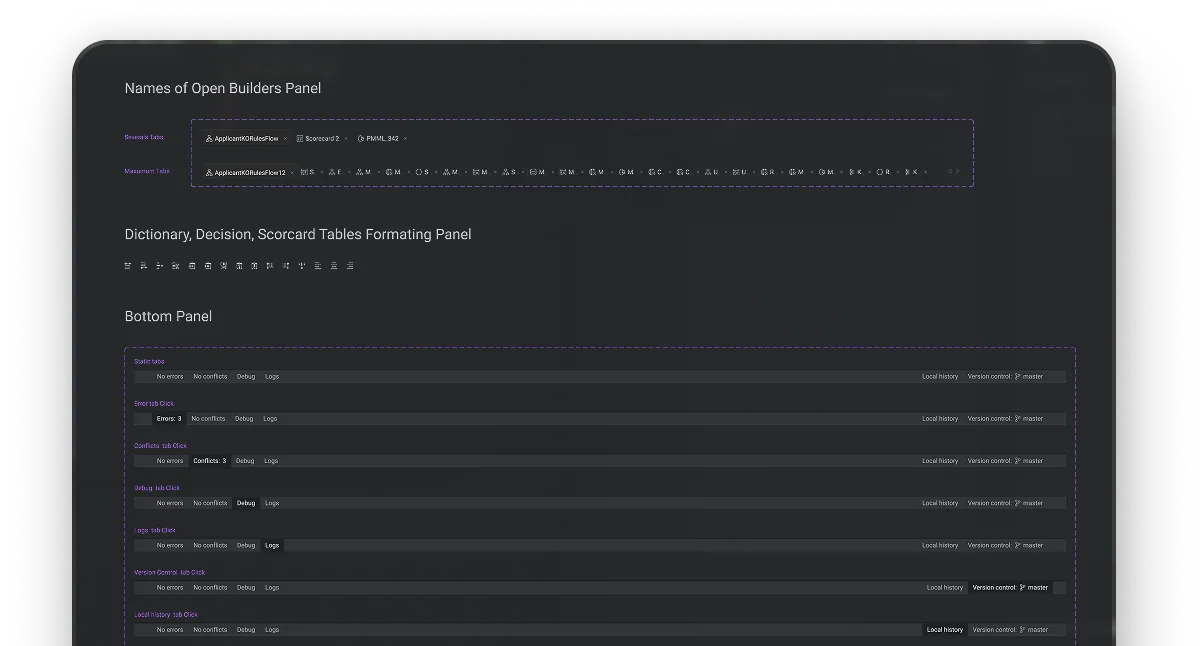 Names of Open Builders Panel
Severals Tabs ApplicantKORulesFlow × Scorecard 2 × PMML_342 ×
Maxumum Tabs ApplicantKORulesFlow12 × S. E. M.. M.. S. M.. M.. S. M.. M.. M.. M.. C.. C.. U. U.. R.. M.. M.. K.. R.. K.. < >
Dictionary, Decision, Scorcard Tables Formating Panel
Bottom Panel
Static tabs
No errors No conflicts Debug Logs Local history Version control: master
Error tab Click
Errors: 3 No conflicts Debug Logs Local history Version control: master
Conflicts tab Click
No errors Conflicts: 3 Debug Logs Local history Version control: master
Debug tab Click
No errors No conflicts Debug Logs Local history Version control: master
Logs tab Click
No errors No conflicts Debug Logs Local history Version control: master
Version Control tab Click
No errors No conflicts Debug Logs Local history Version control: master
Local history tab Click
No errors No conflicts Debug Logs Local history Version control: master